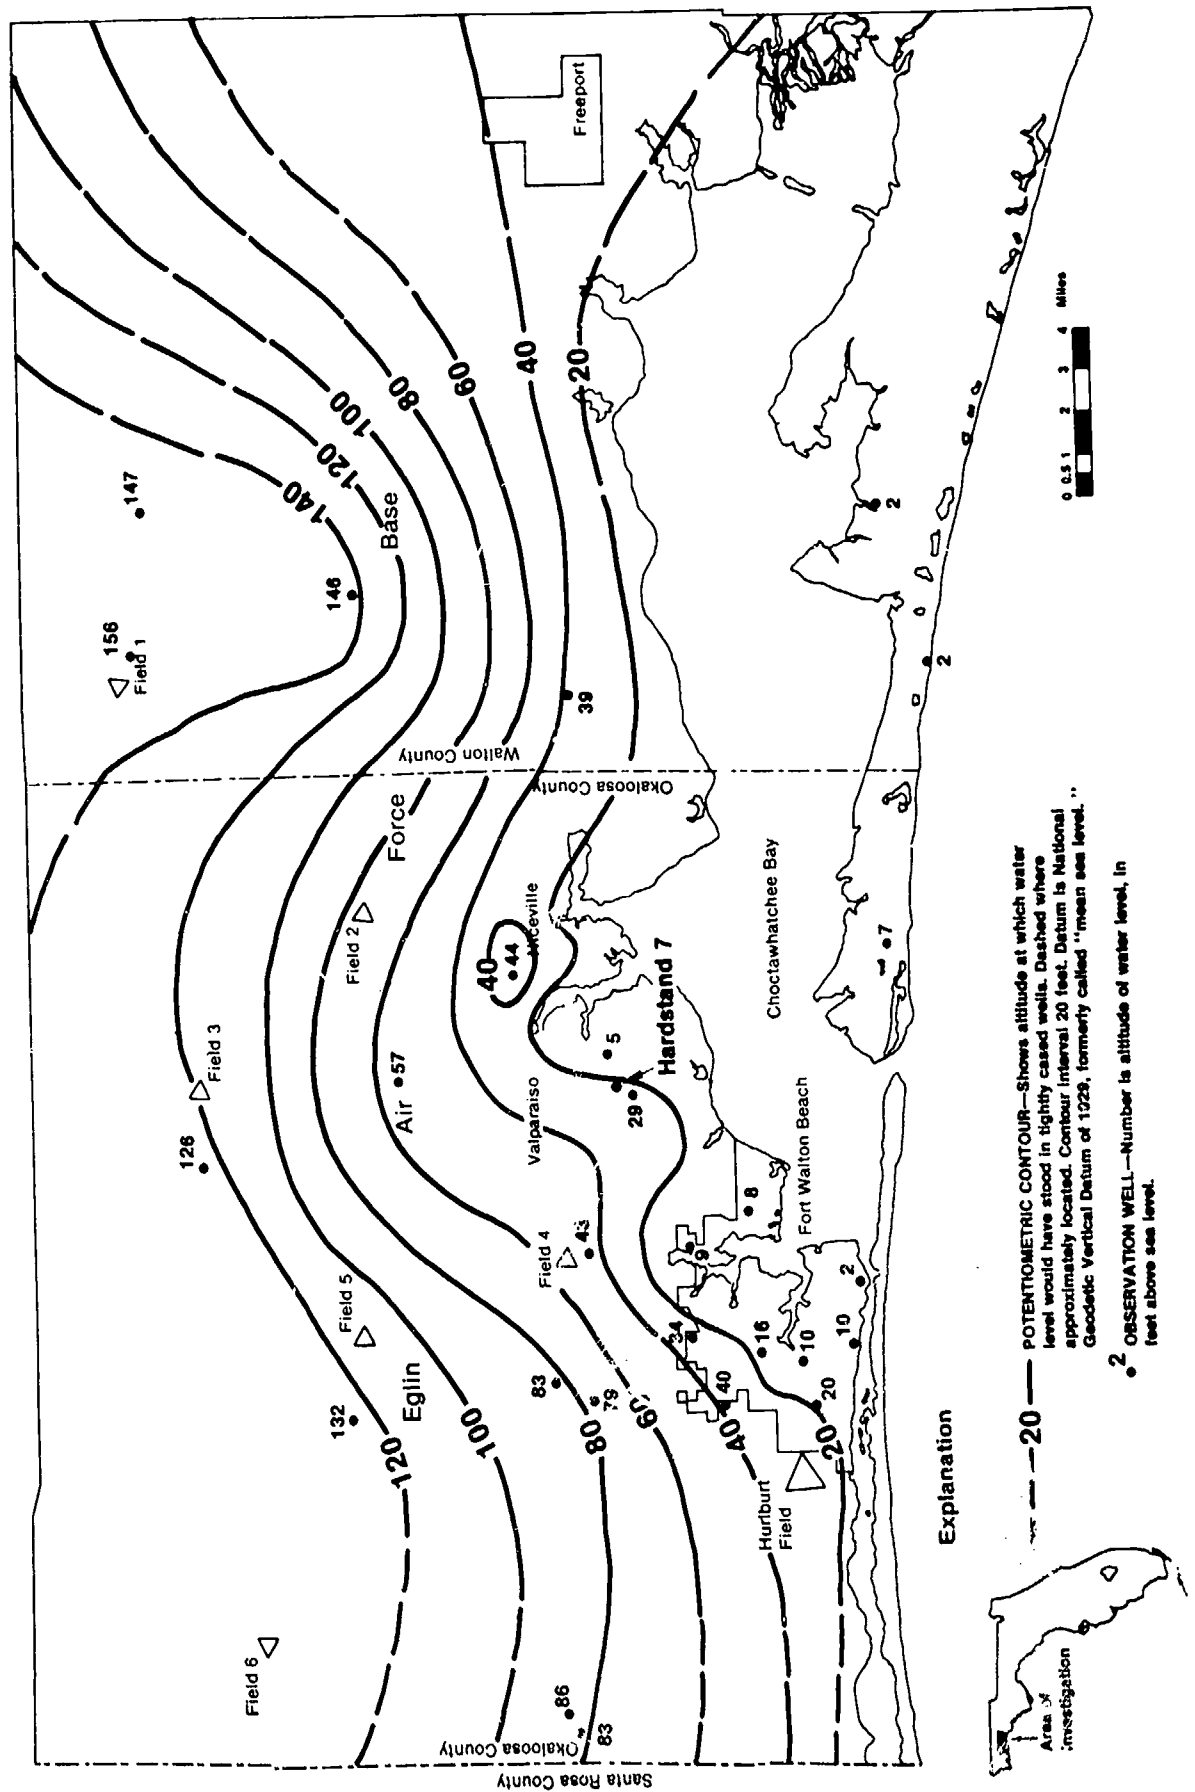 Freeport
147
156
Field 1
146
140
120
100
80
60
40
20
Base
39
Walton County
Okaloosa County
Force
Field 2
40
44
Niceville
Field 3
126
57
Air
Valparaiso
5
29
Hardstand 7
Choctawhatchee Bay
2
2
7
Field 4
43
Field 5
132
Eglin
83
79
8
9
Fort Walton Beach
34
16
10
2
10
40
20
120
100
80
60
40
20
Hurlburt
Field
Field 6
86
83
Okaloosa County
Santa Rosa County
0 0.5 1 2 3 4 Miles
Explanation
20
POTENTIOMETRIC CONTOUR—Shows altitude at which water
level would have stood in tightly cased wells. Dashed where
approximately located. Contour interval 20 feet. Datum is National
Geodetic Vertical Datum of 1929, formerly called "mean sea level."
2
OBSERVATION WELL—Number is altitude of water level, in
feet above sea level.
Area of
Investigation